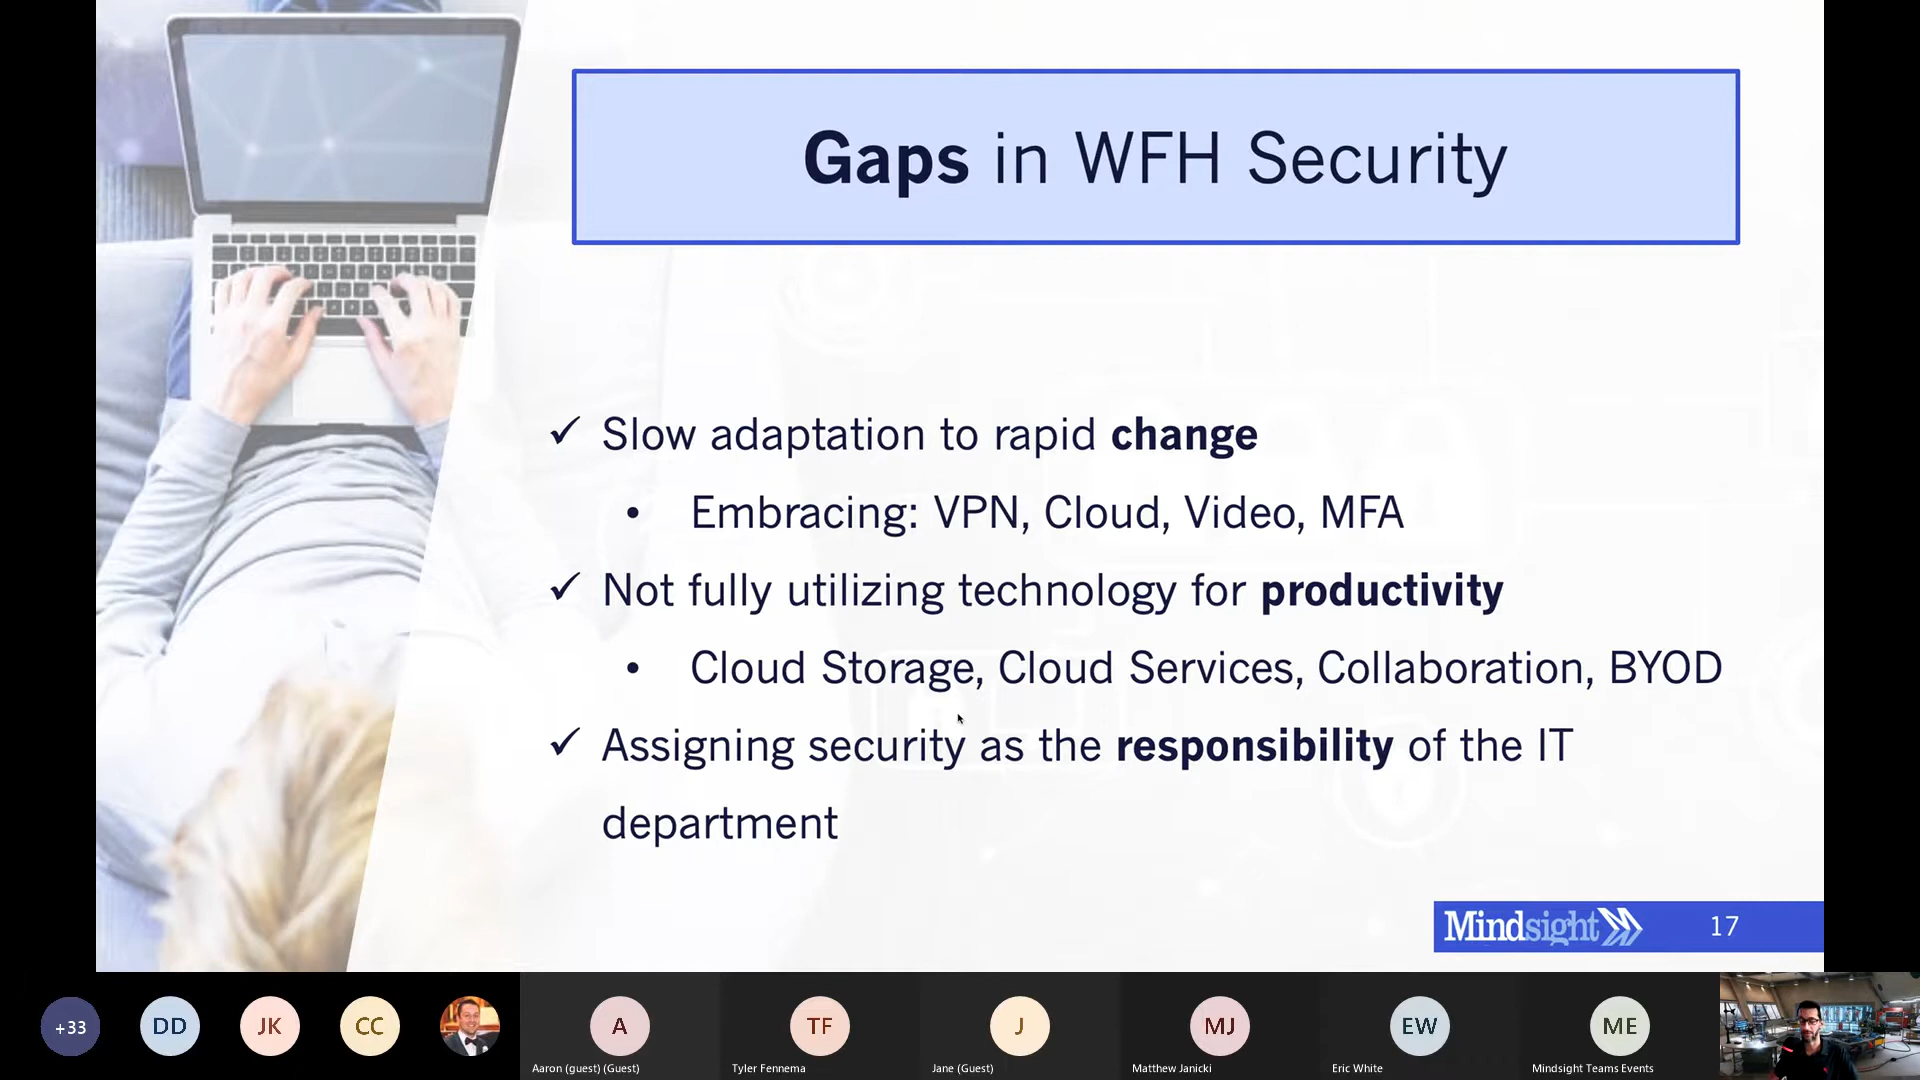 Gaps in WFH Security
✓ Slow adaptation to rapid change
• Embracing: VPN, Cloud, Video, MFA
✓ Not fully utilizing technology for productivity
• Cloud Storage, Cloud Services, Collaboration, BYOD
✓ Assigning security as the responsibility of the IT
department
Mindsight 17
+33 DD JK CC A TF J MJ EW ME
Aaron (guest) (Guest) Tyler Fennema Jane (Guest) Matthew Janicki Eric White Mindsight Teams Events